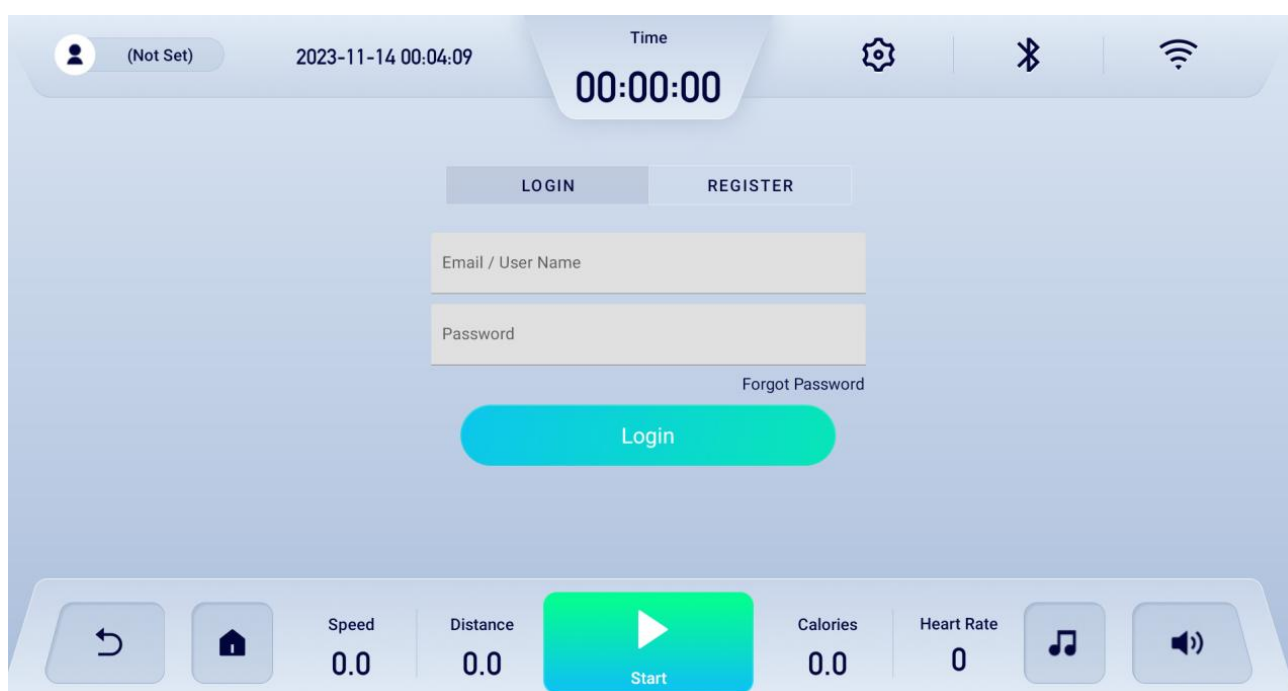 (Not Set)
2023-11-14 00:04:09
Time
00:00:00
LOGIN
REGISTER
Email / User Name
Password
Forgot Password
Login
Speed
0.0
Distance
0.0
Start
Calories
0.0
Heart Rate
0